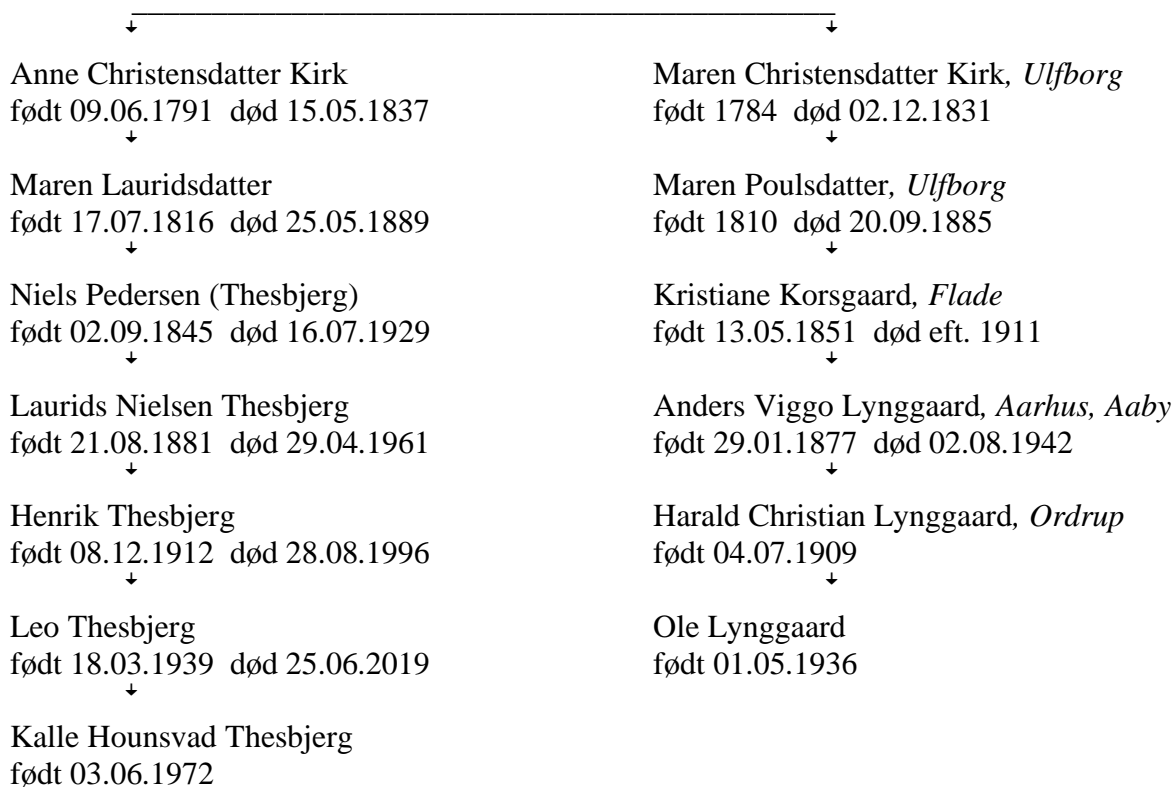 Anne Christensdatter Kirk
født 09.06.1791 død 15.05.1837
Maren Lauridsdatter
født 17.07.1816 død 25.05.1889
Niels Pedersen (Thesbjerg)
født 02.09.1845 død 16.07.1929
Laurids Nielsen Thesbjerg
født 21.08.1881 død 29.04.1961
Henrik Thesbjerg
født 08.12.1912 død 28.08.1996
Leo Thesbjerg
født 18.03.1939 død 25.06.2019
Kalle Hounsvad Thesbjerg
født 03.06.1972
Maren Christensdatter Kirk, Ulfborg
født 1784 død 02.12.1831
Maren Poulsdatter, Ulfborg
født 1810 død 20.09.1885
Kristiane Korsgaard, Flade
født 13.05.1851 død eft. 1911
Anders Viggo Lynggaard, Aarhus, Aaby
født 29.01.1877 død 02.08.1942
Harald Christian Lynggaard, Ordrup
født 04.07.1909
Ole Lynggaard
født 01.05.1936